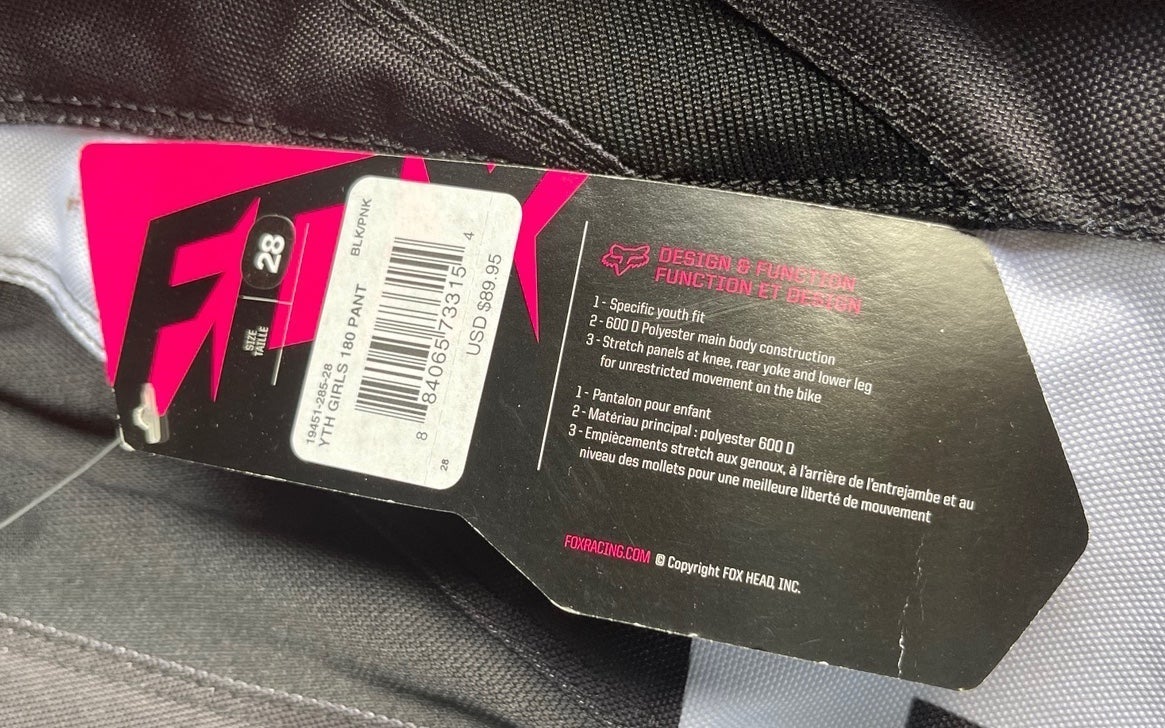 FOX
28
SIZE
TAILLE
19451-285-28
BLK/PNK
YTH GIRLS 180 PANT
8 84065 73315 4
USD $89.95
28
DESIGN & FUNCTION
FUNCTION ET DESIGN
1 - Specific youth fit
2 - 600 D Polyester main body construction
3 - Stretch panels at knee, rear yoke and lower leg
for unrestricted movement on the bike
1 - Pantalon pour enfant
2 - Matériau principal : polyester 600 D
3 - Empiècements stretch aux genoux, à l'arrière de l'entrejambe et au
niveau des mollets pour une meilleure liberté de mouvement
FOXRACING.COM © Copyright FOX HEAD, INC.